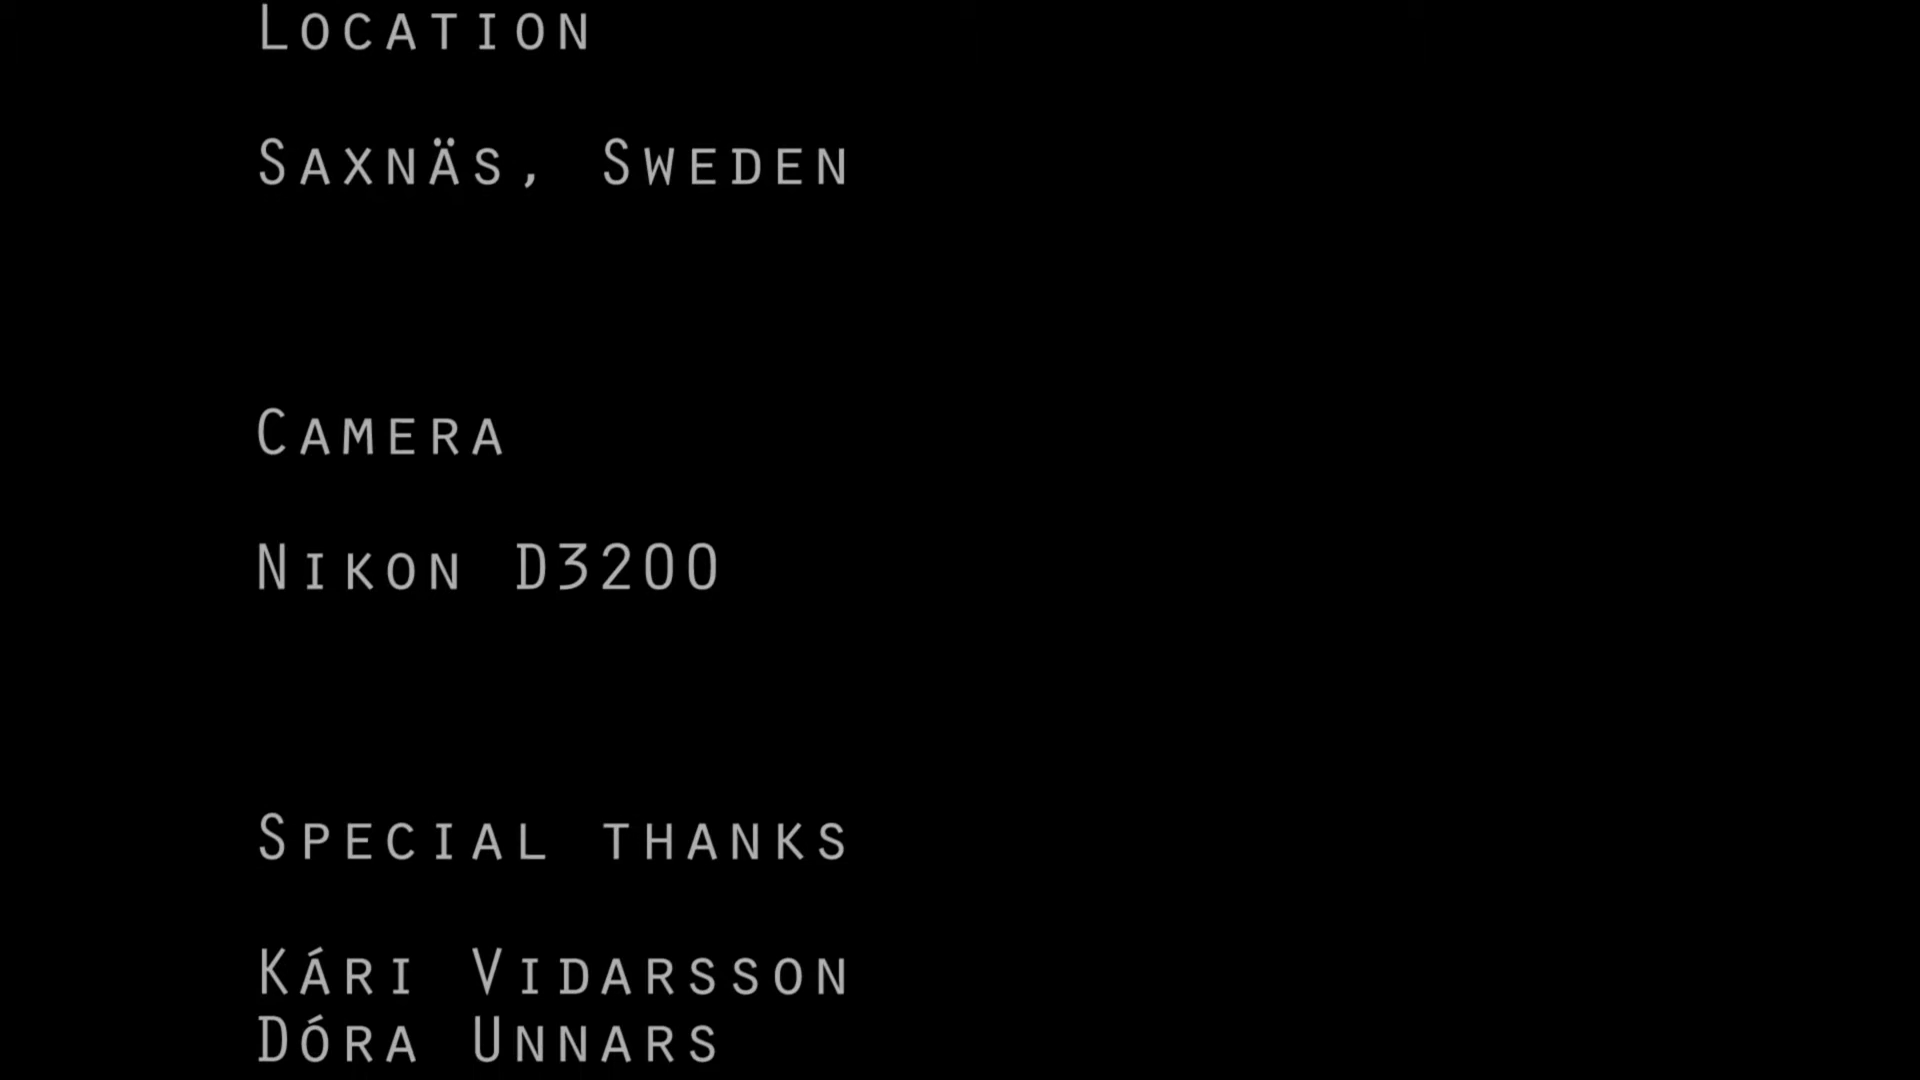 Location
Saxnäs, Sweden
Camera
Nikon D3200
Special thanks
Kári Vidarsson
Dóra Unnars